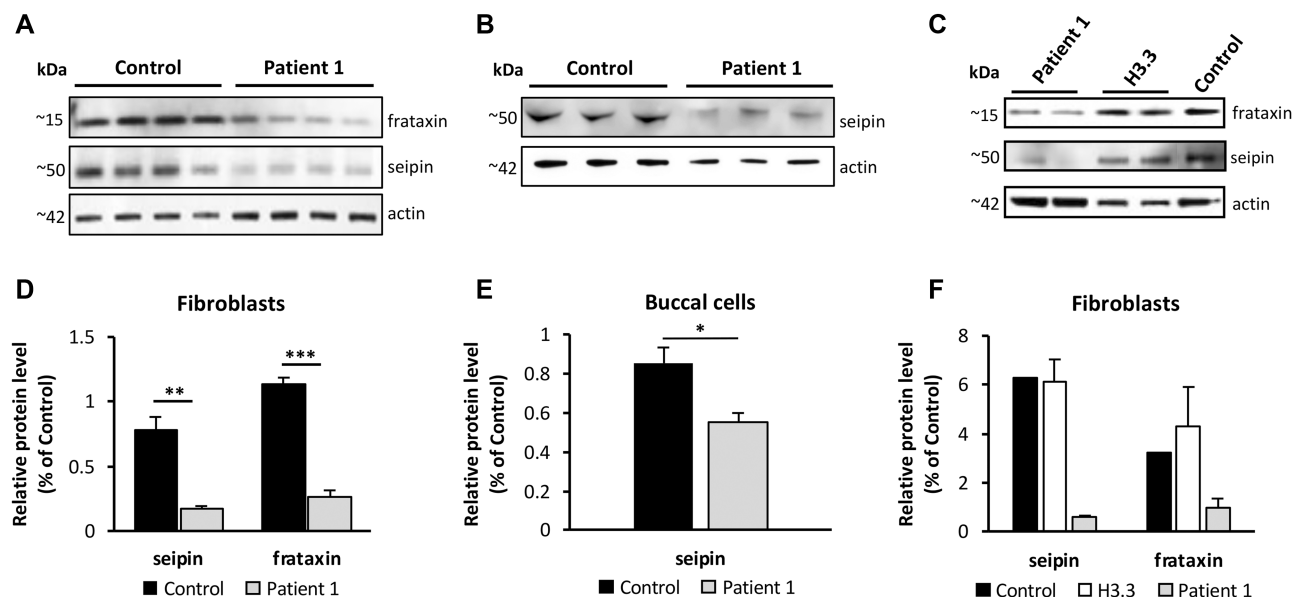 A
kDa
Control Patient 1
~15 frataxin
~50 seipin
~42 actin
B
kDa
Control Patient 1
~50 seipin
~42 actin
C
kDa
Patient 1 H3.3 Control
~15 frataxin
~50 seipin
~42 actin
D
Fibroblasts
Relative protein level
(% of Control)
1.5
1
0.5
0
** ***
seipin frataxin
Control Patient 1
E
Buccal cells
Relative protein level
(% of Control)
1
0.8
0.6
0.4
0.2
0
*
seipin
Control Patient 1
F
Fibroblasts
Relative protein level
(% of Control)
8
6
4
2
0
seipin frataxin
Control H3.3 Patient 1